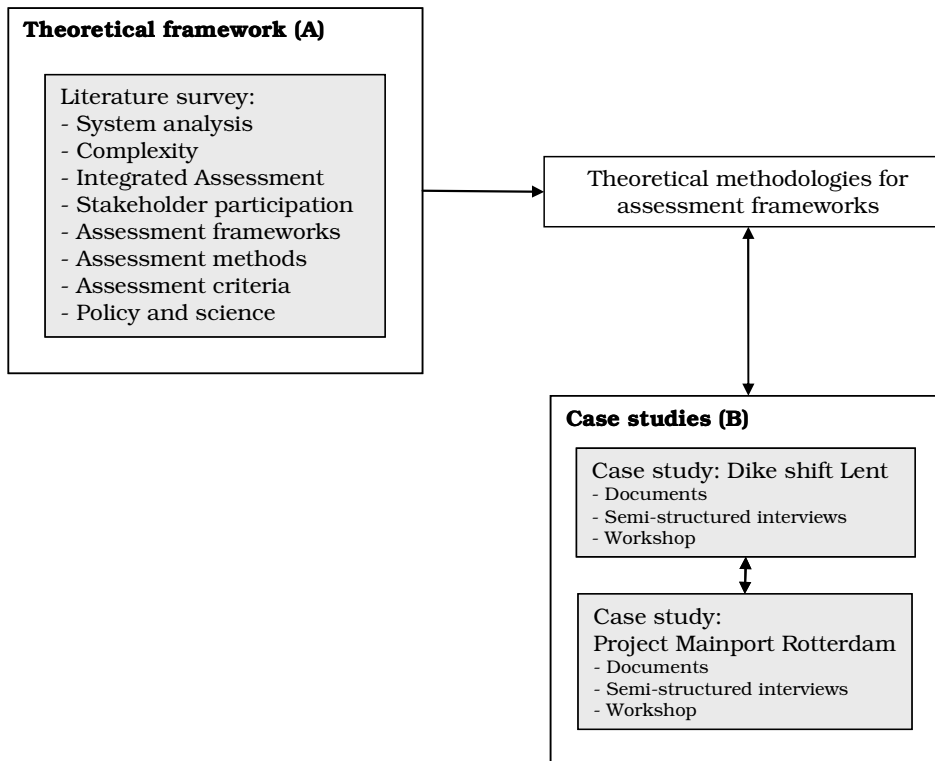 Theoretical framework (A)
Literature survey:
- System analysis
- Complexity
- Integrated Assessment
- Stakeholder participation
- Assessment frameworks
- Assessment methods
- Assessment criteria
- Policy and science
Theoretical methodologies for
assessment frameworks
Case studies (B)
Case study: Dike shift Lent
- Documents
- Semi-structured interviews
- Workshop
Case study:
Project Mainport Rotterdam
- Documents
- Semi-structured interviews
- Workshop